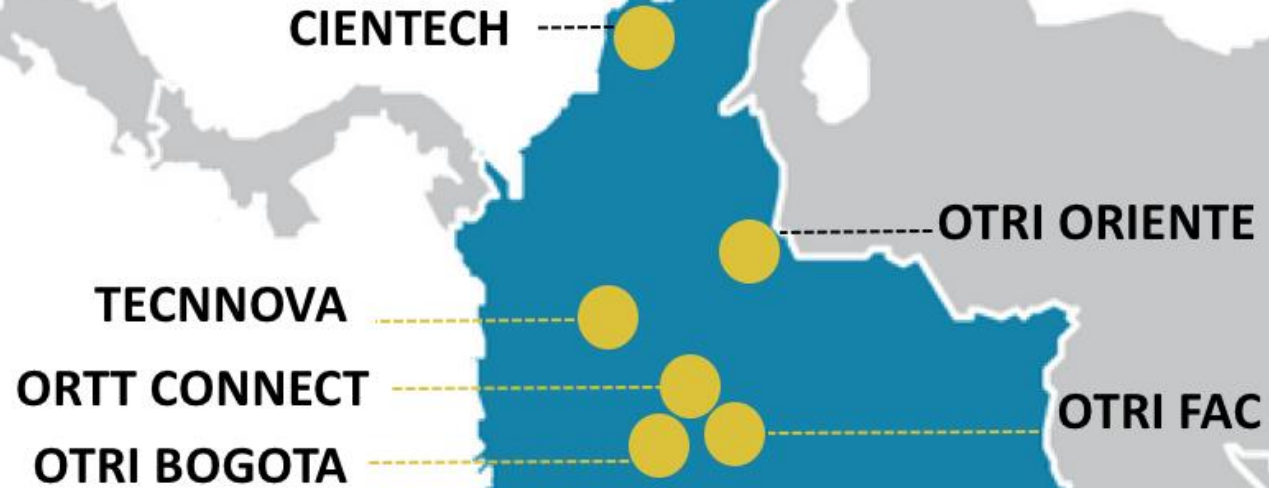 CIENTECH
OTRI ORIENTE
TECNNOVA
ORTT CONNECT
OTRI FAC
OTRI BOGOTA